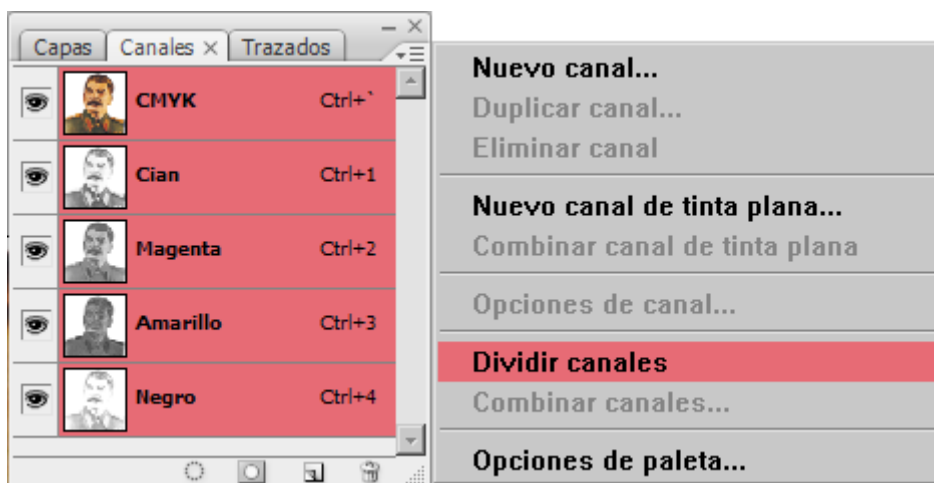 Capas Canales × Trazados
CMYK Ctrl+`
Cian Ctrl+1
Magenta Ctrl+2
Amarillo Ctrl+3
Negro Ctrl+4
Nuevo canal...
Duplicar canal...
Eliminar canal
Nuevo canal de tinta plana...
Combinar canal de tinta plana
Opciones de canal...
Dividir canales
Combinar canales...
Opciones de paleta...